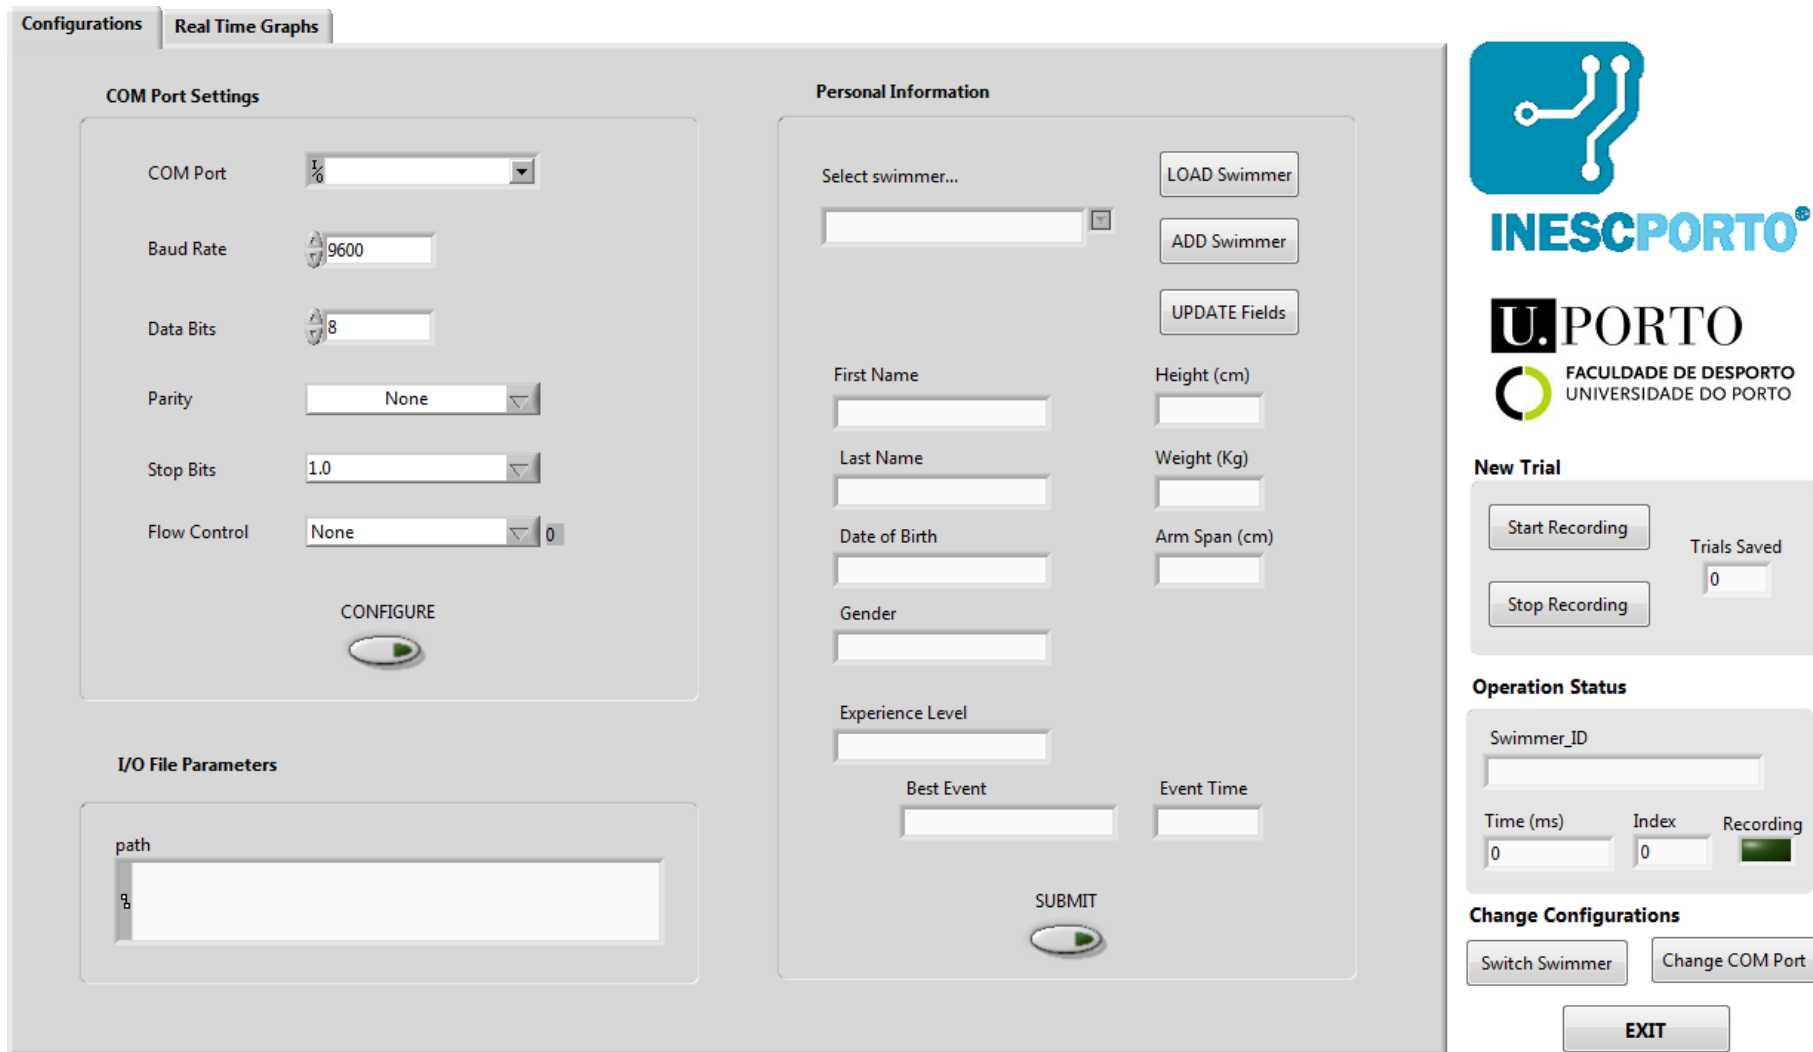 Configurations
Real Time Graphs
COM Port Settings
COM Port
I/O
Baud Rate
9600
Data Bits
8
Parity
None
Stop Bits
1.0
Flow Control
None
0
CONFIGURE
I/O File Parameters
path
Personal Information
Select swimmer...
LOAD Swimmer
ADD Swimmer
UPDATE Fields
First Name
Height (cm)
Last Name
Weight (Kg)
Date of Birth
Arm Span (cm)
Gender
Experience Level
Best Event
Event Time
SUBMIT
INESCPORTO®
U. PORTO
FACULDADE DE DESPORTO
UNIVERSIDADE DO PORTO
New Trial
Start Recording
Trials Saved
0
Stop Recording
Operation Status
Swimmer_ID
Time (ms)
Index
Recording
0
0
Change Configurations
Switch Swimmer
Change COM Port
EXIT